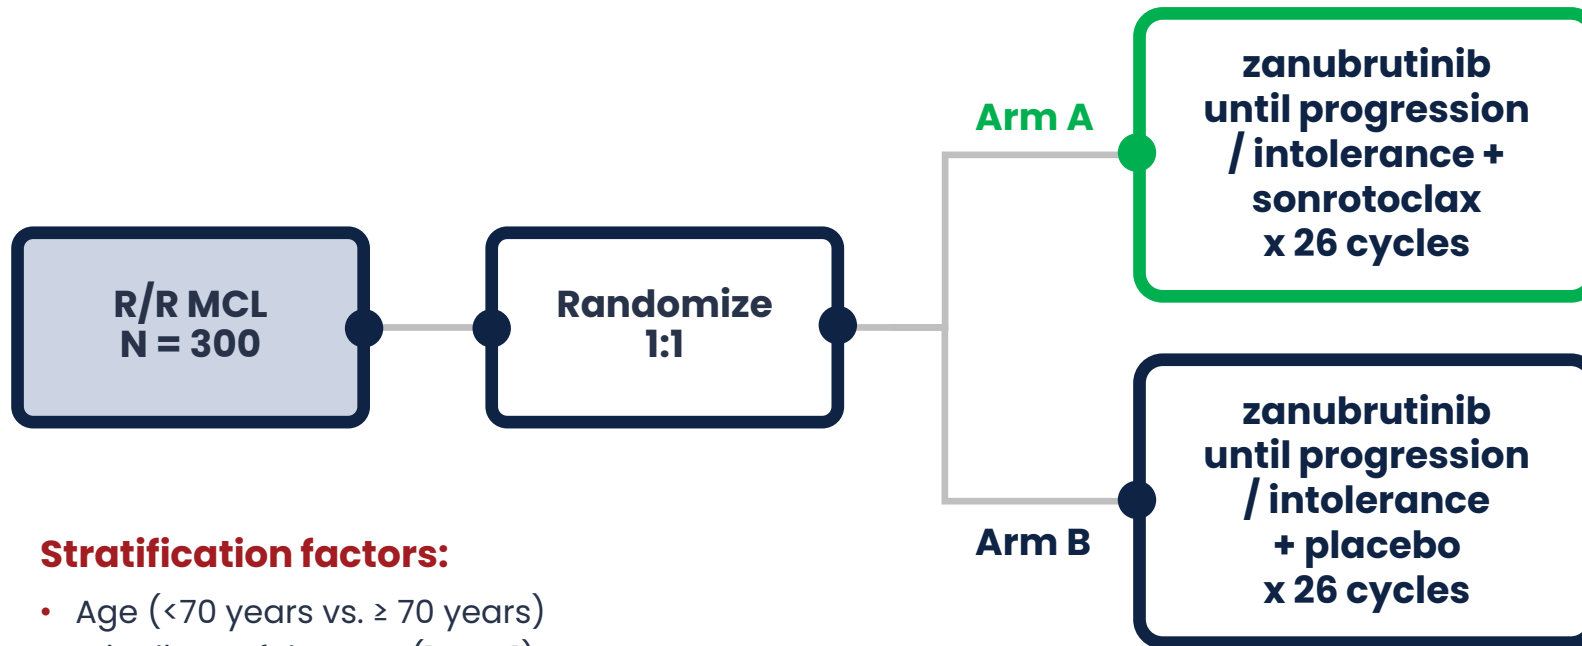 R/R MCL
N = 300
Randomize
1:1
Arm A
zanubrutinib
until progression
/ intolerance +
sonrotoclax
x 26 cycles
Arm B
zanubrutinib
until progression
/ intolerance
+ placebo
x 26 cycles
Stratification factors:
• Age (<70 years vs. ≥ 70 years)